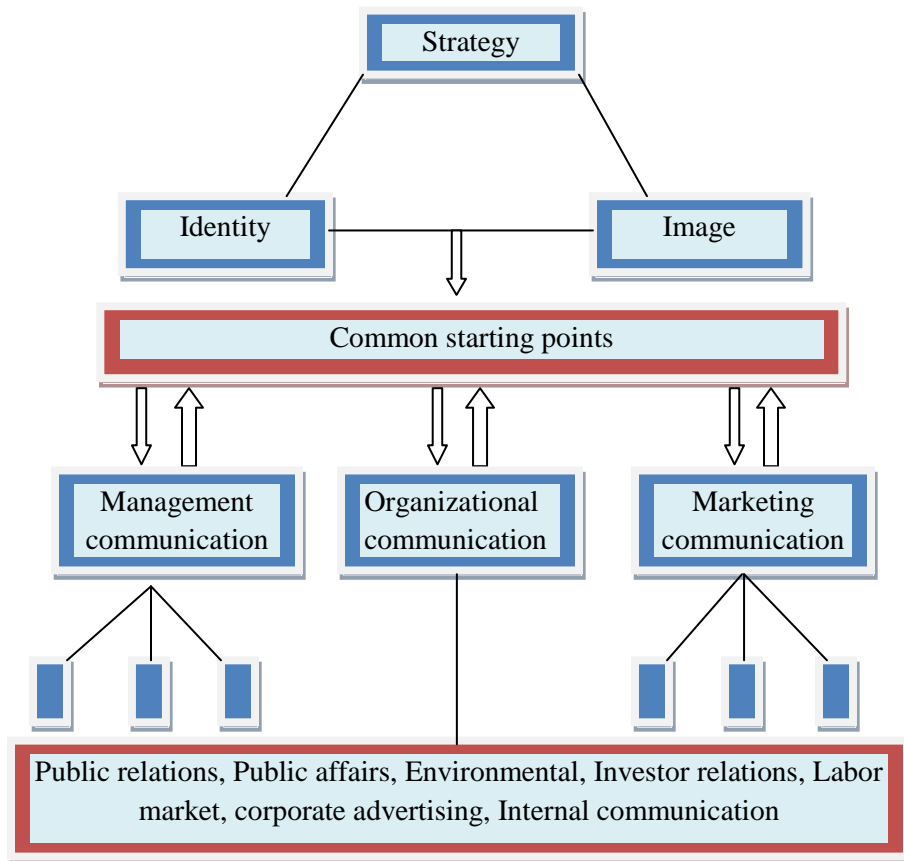 Strategy
Identity
Image
Common starting points
Management
communication
Organizational
communication
Marketing
communication
Public relations, Public affairs, Environmental, Investor relations, Labor
market, corporate advertising, Internal communication